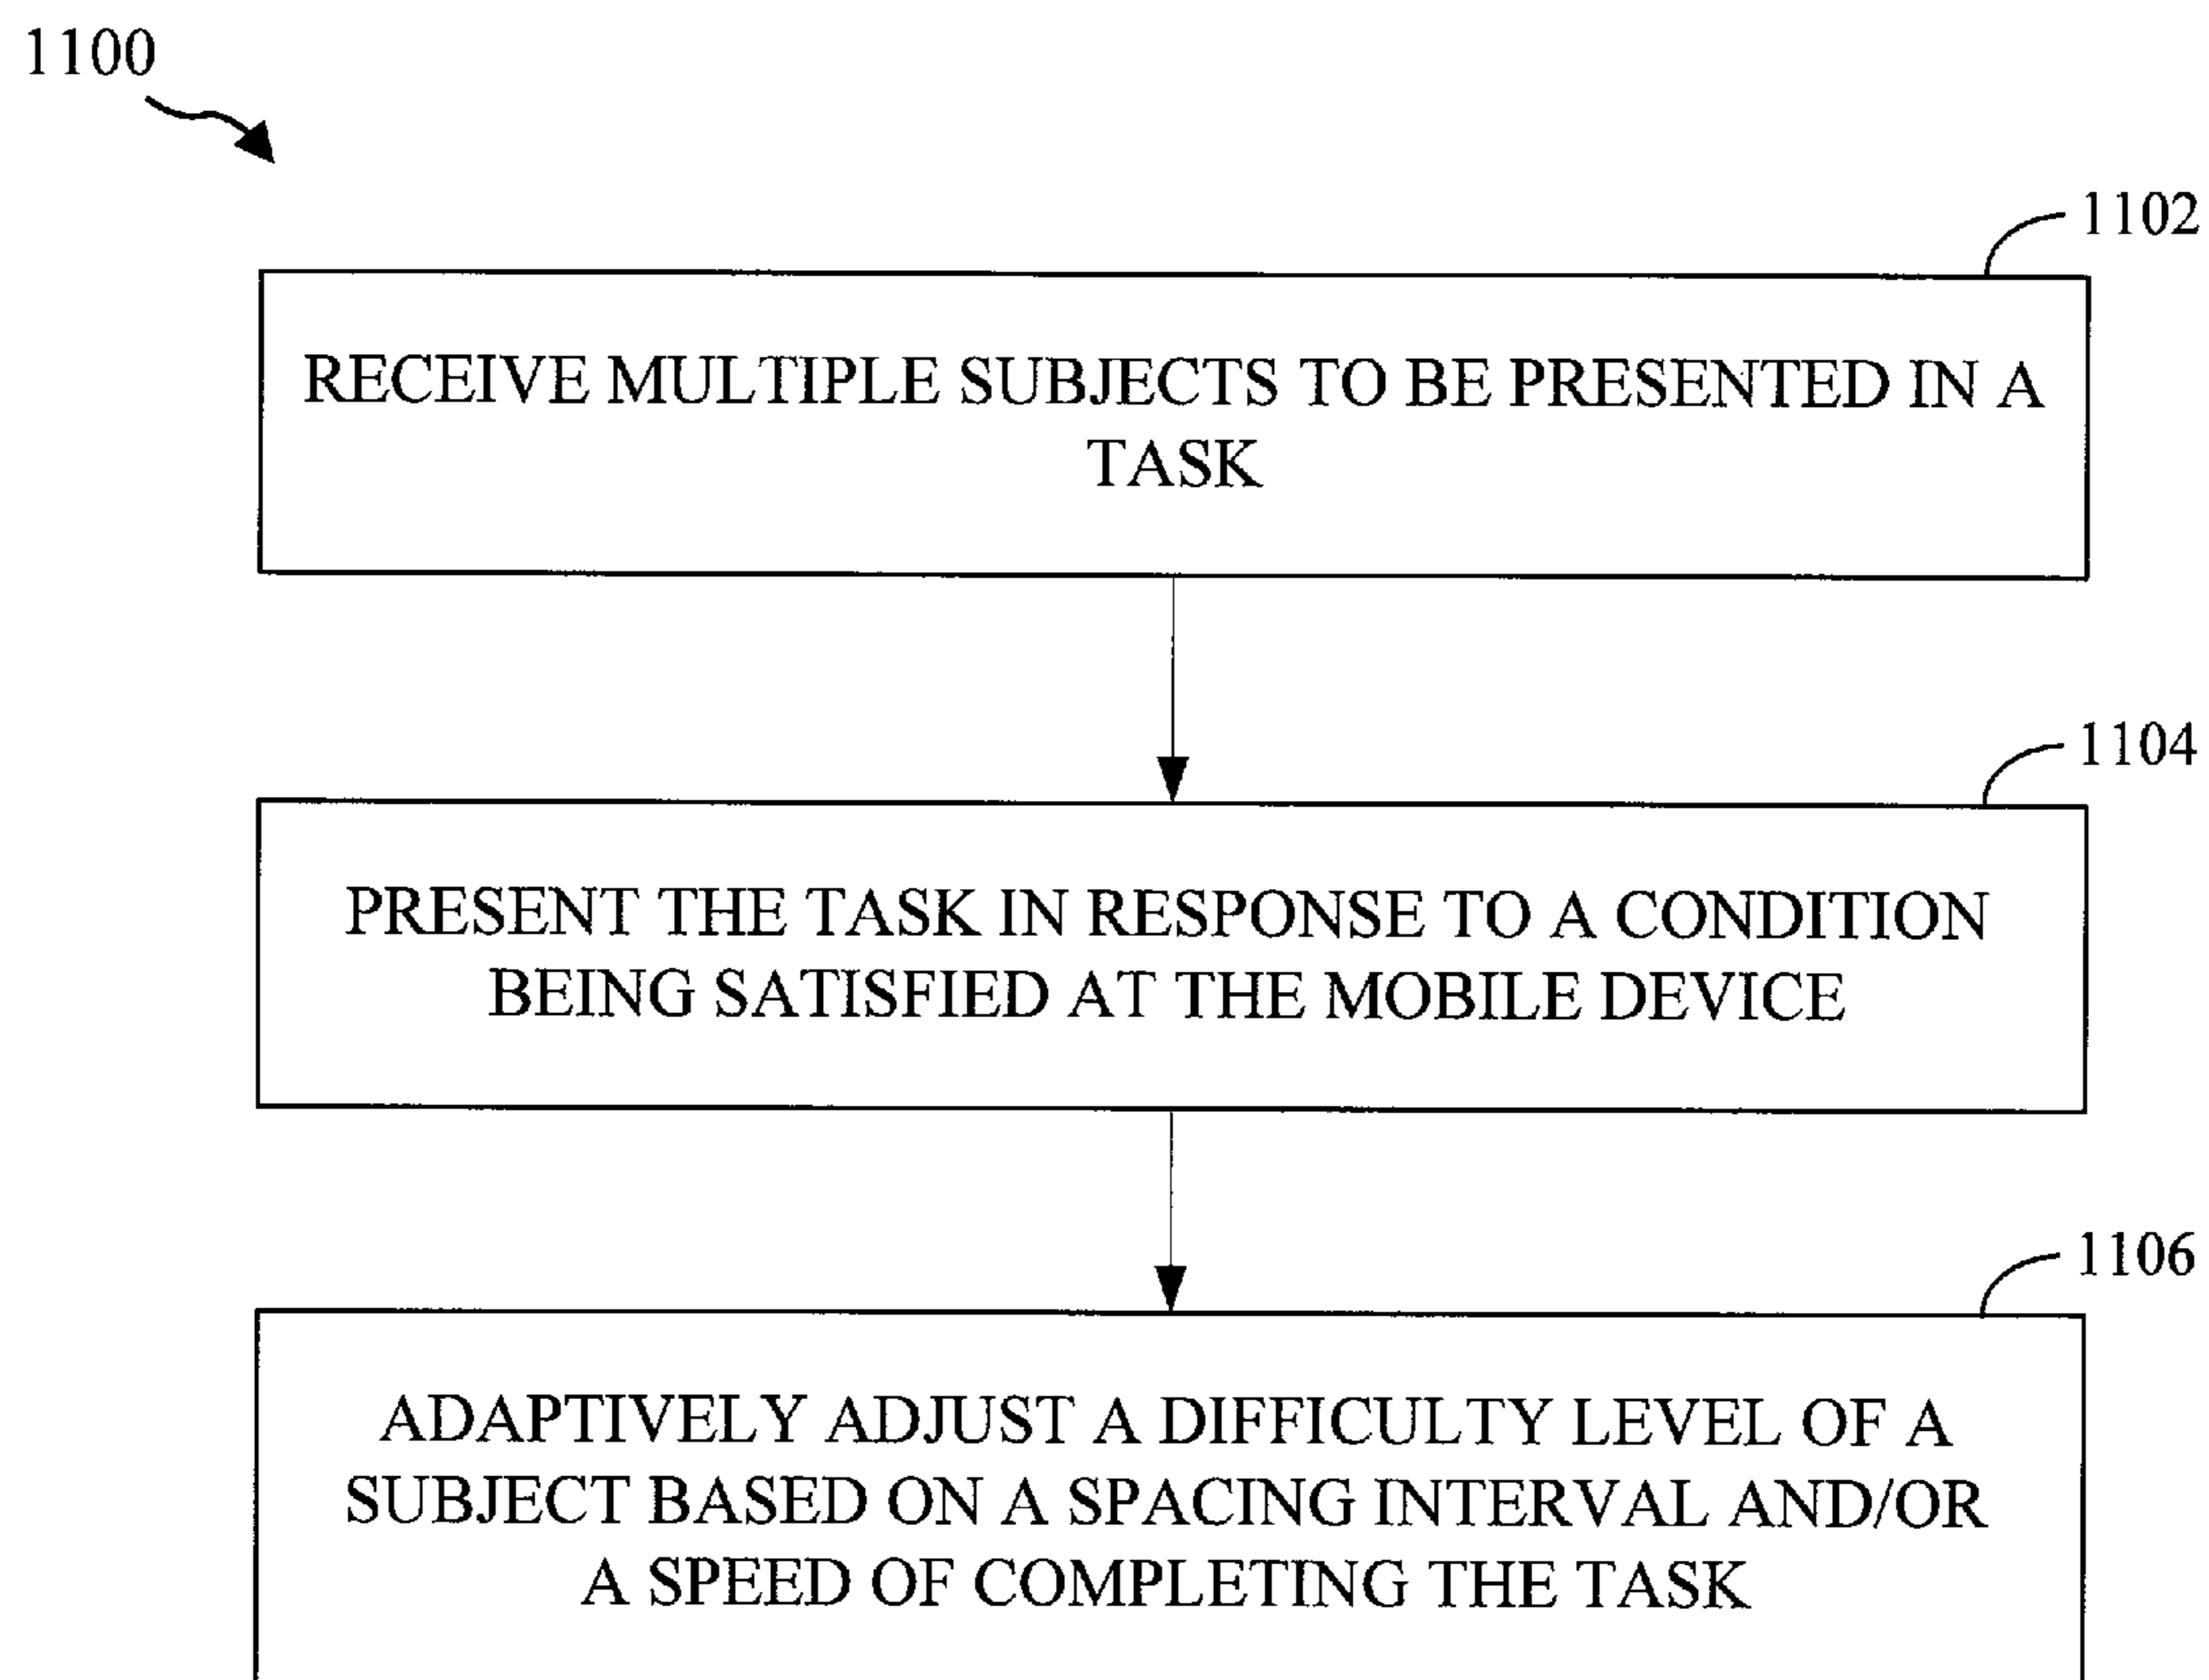 1100
1102
RECEIVE MULTIPLE SUBJECTS TO BE PRESENTED IN A
TASK
1104
PRESENT THE TASK IN RESPONSE TO A CONDITION
BEING SATISFIED AT THE MOBILE DEVICE
1106
ADAPTIVELY ADJUST A DIFFICULTY LEVEL OF A
SUBJECT BASED ON A SPACING INTERVAL AND/OR
A SPEED OF COMPLETING THE TASK